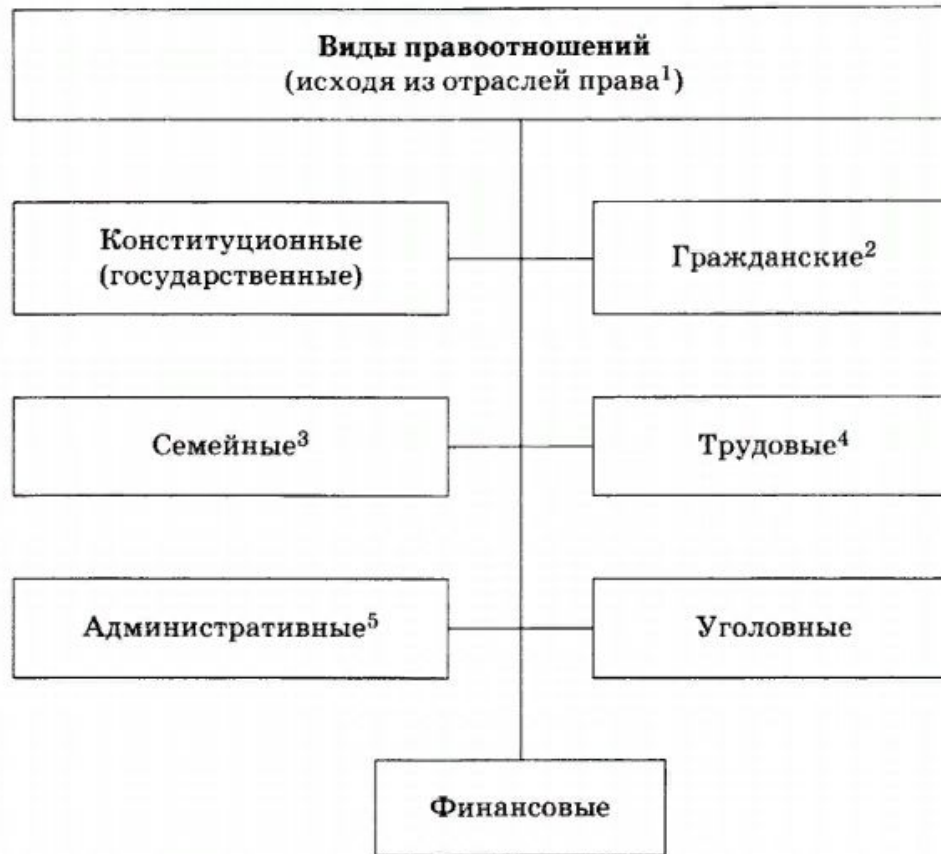 Виды правоотношений
(исходя из отраслей права¹)
Конституционные
(государственные)
Гражданские²
Семейные³
Трудовые⁴
Административные⁵
Уголовные
Финансовые